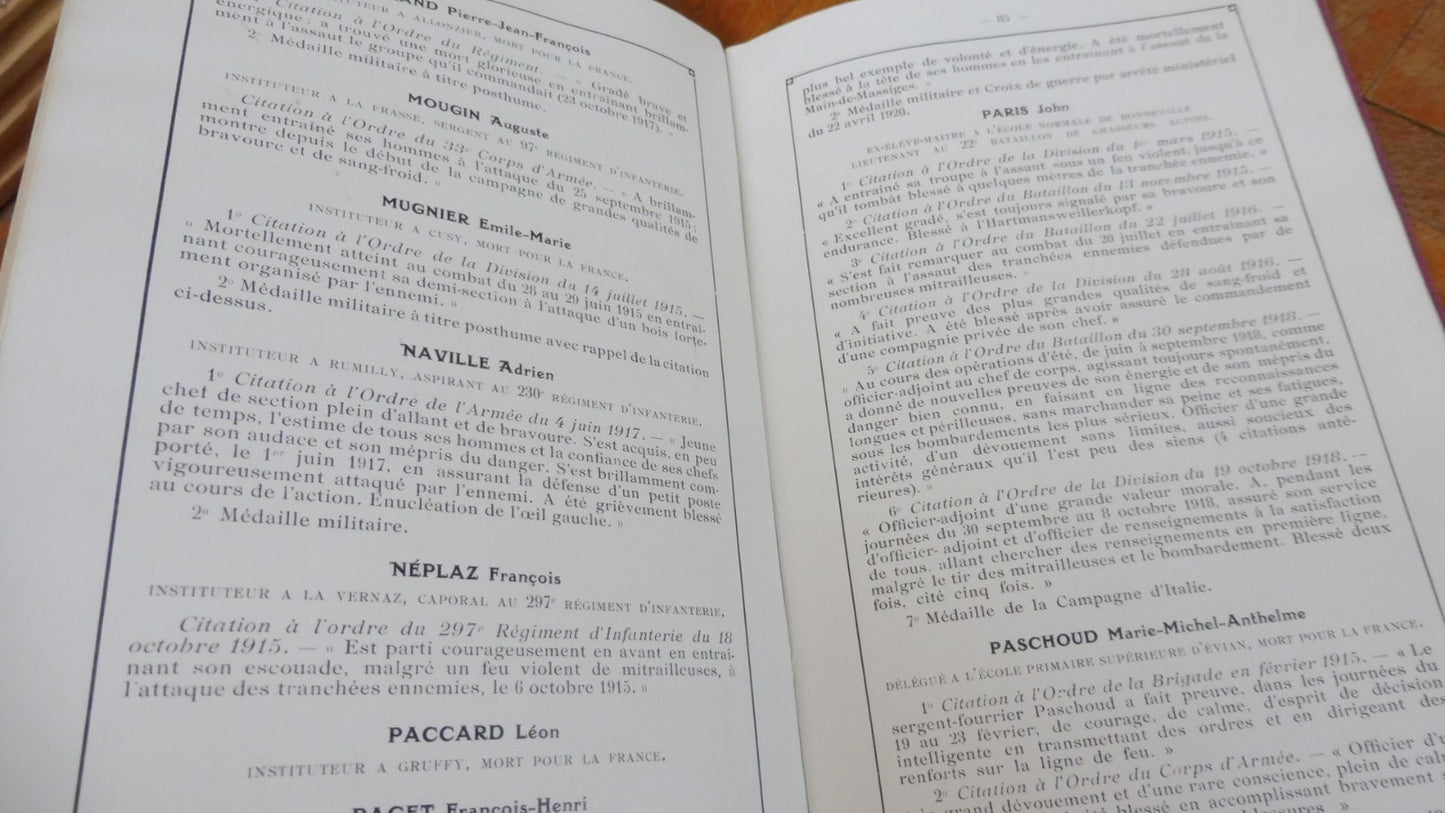 AND Pierre-Jean-François
TITUTEUR A ALLONZIER, MORT POUR LA FRANCE.
Citation à l'Ordre du Régiment. — « Gradé brave et
énergique ; a trouvé une mort glorieuse en entraînant brillam-
ment à l'assaut le groupe qu'il commandait (23 octobre 1917). »
2º Médaille militaire à titre posthume.
MOUGIN Auguste
INSTITUTEUR A LA FRASSE, SERGENT AU 97e RÉGIMENT D'INFANTERIE.
Citation à l'Ordre du 33e Corps d'Armée. — « A brillam-
ment entraîné ses hommes à l'attaque du 25 septembre 1915 ;
montre depuis le début de la campagne de grandes qualités de
bravoure et de sang-froid. »
MUGNIER Emile-Marie
INSTITUTEUR A CUSY, MORT POUR LA FRANCE.
1º Citation à l'Ordre de la Division du 14 juillet 1915. —
« Mortellement atteint au combat du 28 au 29 juin 1915 en entraî-
nant courageusement sa demi-section à l'attaque d'un bois forte-
ment organisé par l'ennemi. »
2º Médaille militaire à titre posthume avec rappel de la citation
ci-dessus.
NAVILLE Adrien
INSTITUTEUR A RUMILLY, ASPIRANT AU 230e RÉGIMENT D'INFANTERIE.
1º Citation à l'Ordre de l'Armée du 4 juin 1917. — « Jeune
chef de section plein d'allant et de bravoure. S'est acquis, en peu
de temps, l'estime de tous ses hommes et la confiance de ses chefs
par son audace et son mépris du danger. S'est brillamment com-
porté, le 1er juin 1917, en assurant la défense d'un petit poste
vigoureusement attaqué par l'ennemi. A été grièvement blessé
au cours de l'action. Enucléation de l'œil gauche. »
2º Médaille militaire.
NÉPLAZ François
INSTITUTEUR A LA VERNAZ, CAPORAL AU 297e RÉGIMENT D'INFANTERIE.
Citation à l'ordre du 297e Régiment d'Infanterie du 18
octobre 1915. — « Est parti courageusement en avant en entraî-
nant son escouade, malgré un feu violent de mitrailleuses, à
l'attaque des tranchées ennemies, le 6 octobre 1915. »
PACCARD Léon
INSTITUTEUR A GRUFFY, MORT POUR LA FRANCE.
PACET François-Henri
— 85 —
plus bel exemple de volonté et d'énergie. A été mortellement
blessé à la tête de ses hommes en les entraînant à l'assaut de la
Main-de-Massiges. »
2º Médaille militaire et Croix de guerre par arrêté ministériel
du 22 avril 1920.
PARIS John
EX-ÉLÈVE-MAITRE A L'ÉCOLE NORMALE DE BONNEVILLE
LIEUTENANT AU 22e BATAILLON DE CHASSEURS ALPINS.
1º Citation à l'Ordre de la Division du 1er mars 1915. —
« A entraîné sa troupe à l'assaut «ous un feu violent, jusqu'à ce
qu'il tombât blessé à quelques mètres de la tranchée ennemie. »
2º Citation à l'Ordre du Bataillon du 13 novembre 1915. —
« Excellent gradé, s'est toujours signalé par sa bravoure et son
endurance. Blessé à l'Hartmansweillerkopf. »
3º Citation à l'Ordre du Bataillon du 22 juillet 1916. —
« S'est fait remarquer au combat du 20 juillet en entraînant sa
section à l'assaut des tranchées ennemies défendues par de
nombreuses mitrailleuses. »
4º Citation à l'Ordre de la Division du 28 août 1916. —
« A fait preuve des plus grandes qualités de sang-froid et
d'initiative. A été blessé après avoir assuré le commandement
d'une compagnie privée de son chef. »
5º Citation à l'Ordre du Bataillon du 30 septembre 1918. —
« Au cours des opérations d'été, de juin à septembre 1918, comme
officier-adjoint au chef de corps, agissant toujours spontanément,
a donné de nouvelles preuves de son énergie et de son mépris du
danger bien connu, en faisant en ligne des reconnaissances
longues et périlleuses, sans marchander sa peine et ses fatigues,
sous les bombardements les plus sérieux. Officier d'une grande
activité, d'un dévouement sans limites, aussi soucieux des
intérêts généraux qu'il l'est peu des siens (4 citations anté-
rieures). »
6º Citation à l'Ordre de la Division du 19 octobre 1918. --
« Officier-adjoint d'une grande valeur morale. A, pendant les
journées du 30 septembre au 8 octobre 1918, assuré son service
d'officier- adjoint et d'officier de renseignements à la satisfaction
de tous, allant chercher des renseignements en première ligne,
malgré le tir des mitrailleuses et le bombardement. Blessé deux
fois, cité cinq fois. »
7º Médaille de la Campagne d'Italie.
PASCHOUD Marie-Michel-Anthelme
DÉLÉGUÉ A L'ÉCOLE PRIMAIRE SUPÉRIEURE D'ÉVIAN, MORT POUR LA FRANCE.
1º Citation à l'Ordre de la Brigade en février 1915. — « Le
sergent-fourrier Paschoud a fait preuve, dans les journées du
19 au 23 février, de courage, de calme, d'esprit de décision
intelligente en transmettant des ordres et en dirigeant des
renforts sur la ligne de feu. »
2º Citation à l'Ordre du Corps d'Armée. — « Officier d'u
grand dévouement et d'une rare conscience, plein de calm
blessé en accomplissant bravement s
blessures. »